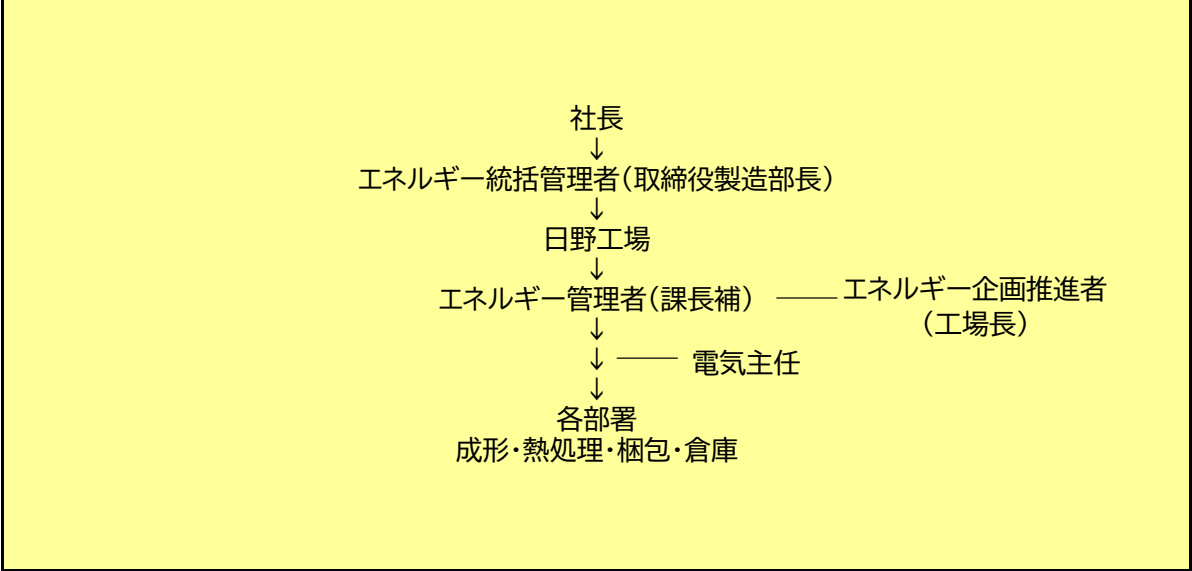 社長
↓
エネルギー統括管理者(取締役製造部長)
↓
日野工場
↓
エネルギー管理者(課長補) ―― エネルギー企画推進者
(工場長)
↓
↓ ―― 電気主任
↓
各部署
成形・熱処理・梱包・倉庫